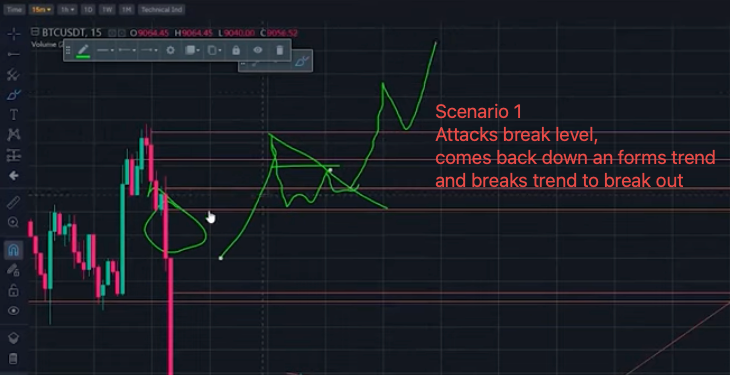 Time 15m 1h 1D 1W 1M Technical Ind
BTCUSDT, 15 O9064.45 H9064.45 L9040.00 C9056.52
Volume
Scenario 1
Attacks break level,
comes back down an forms trend
and breaks trend to break out